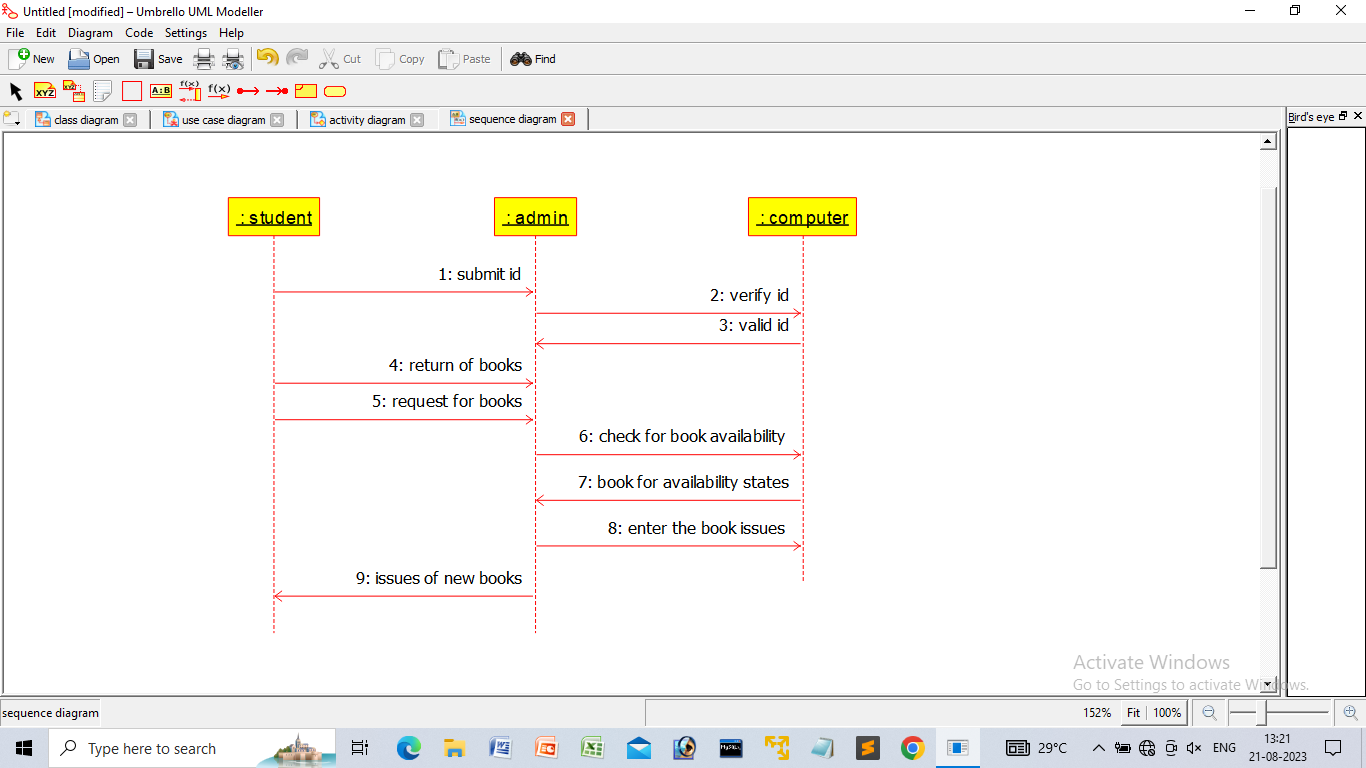 Untitled [modified] – Umbrello UML Modeller
File Edit Diagram Code Settings Help
New Open Save Cut Copy Paste Find
XYZ XYZ A:B f(x) f(x)
class diagram use case diagram activity diagram sequence diagram
Bird's eye
: student : admin : computer
1: submit id
2: verify id
3: valid id
4: return of books
5: request for books
6: check for book availability
7: book for availability states
8: enter the book issues
9: issues of new books
Activate Windows
Go to Settings to activate Windows.
sequence diagram 152% Fit 100%
Type here to search 29°C ENG 13:21
21-08-2023